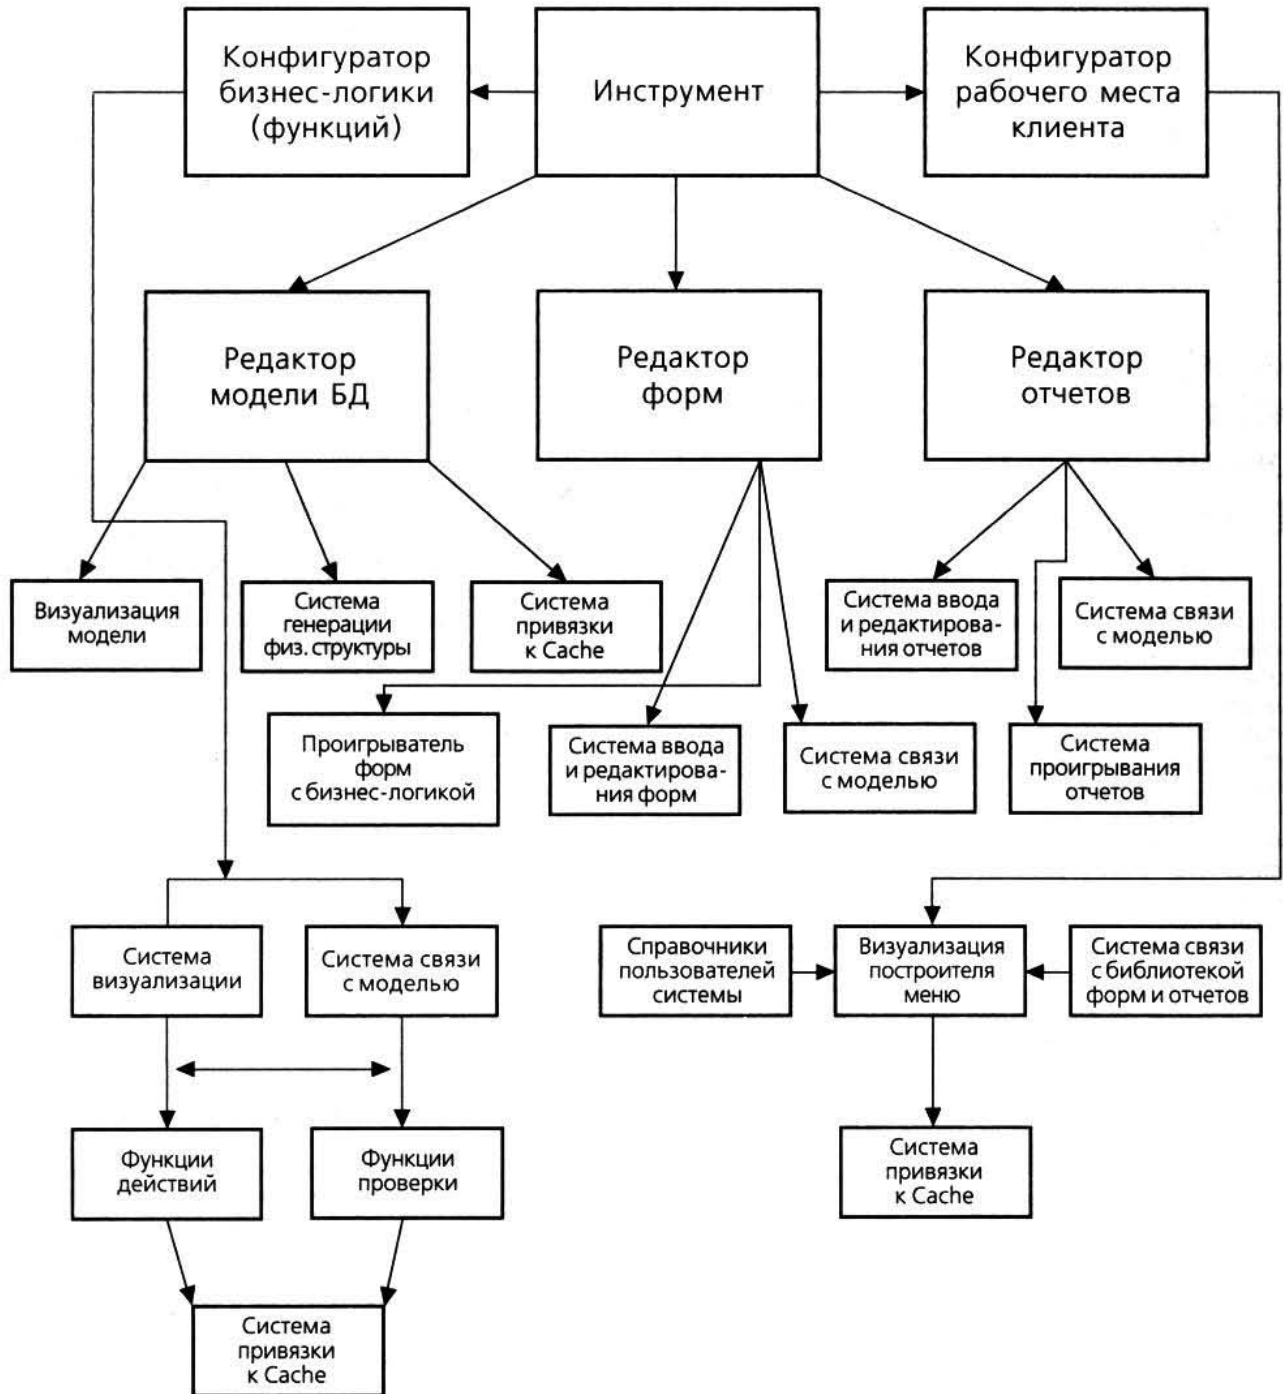 Конфигуратор
бизнес-логики
(функций)
Инструмент
Конфигуратор
рабочего места
клиента
Редактор
модели БД
Редактор
форм
Редактор
отчетов
Визуализация
модели
Система
генерации
физ. структуры
Система
привязки
к Cache
Система ввода
и редактирова-
ния отчетов
Система связи
с моделью
Проигрыватель
форм
с бизнес-логикой
Система ввода
и редактирова-
ния форм
Система связи
с моделью
Система
проигрывания
отчетов
Система
визуализации
Система связи
с моделью
Справочники
пользователей
системы
Визуализация
построителя
меню
Система связи
с библиотекой
форм и отчетов
Функции
действий
Функции
проверки
Система
привязки
к Cache
Система
привязки
к Cache